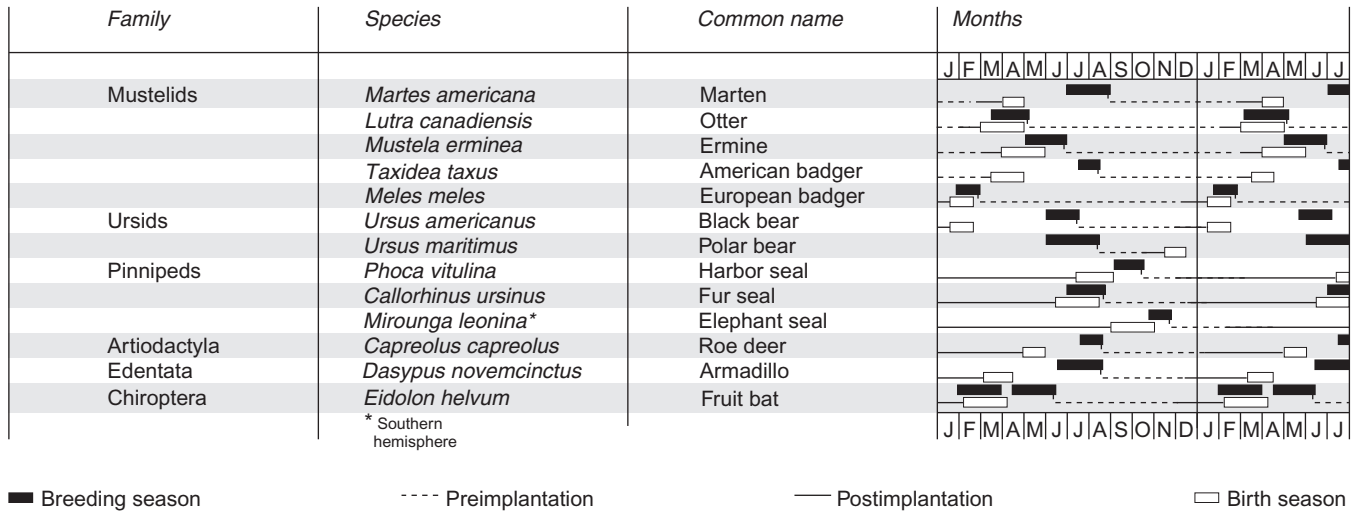 Family Species Common name Months
J F M A M J J A S O N D J F M A M J J
Mustelids Martes americana Marten
Lutra canadiensis Otter
Mustela erminea Ermine
Taxidea taxus American badger
Meles meles European badger
Ursids Ursus americanus Black bear
Ursus maritimus Polar bear
Pinnipeds Phoca vitulina Harbor seal
Callorhinus ursinus Fur seal
Mirounga leonina* Elephant seal
Artiodactyla Capreolus capreolus Roe deer
Edentata Dasypus novemcinctus Armadillo
Chiroptera Eidolon helvum Fruit bat
* Southern
hemisphere
J F M A M J J A S O N D J F M A M J J
Breeding season Preimplantation Postimplantation Birth season